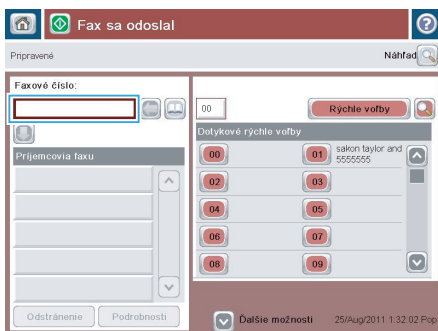 Fax sa odoslal
Pripravené
Náhľad
Faxové číslo:
00
Rýchle voľby
Dotykové rýchle voľby
Príjemcovia faxu
00
01 sakon taylor and 5555555
02
03
04
05
06
07
08
09
Odstránenie
Podrobnosti
Ďalšie možnosti
25/Aug/2011 1:32:02 Pop